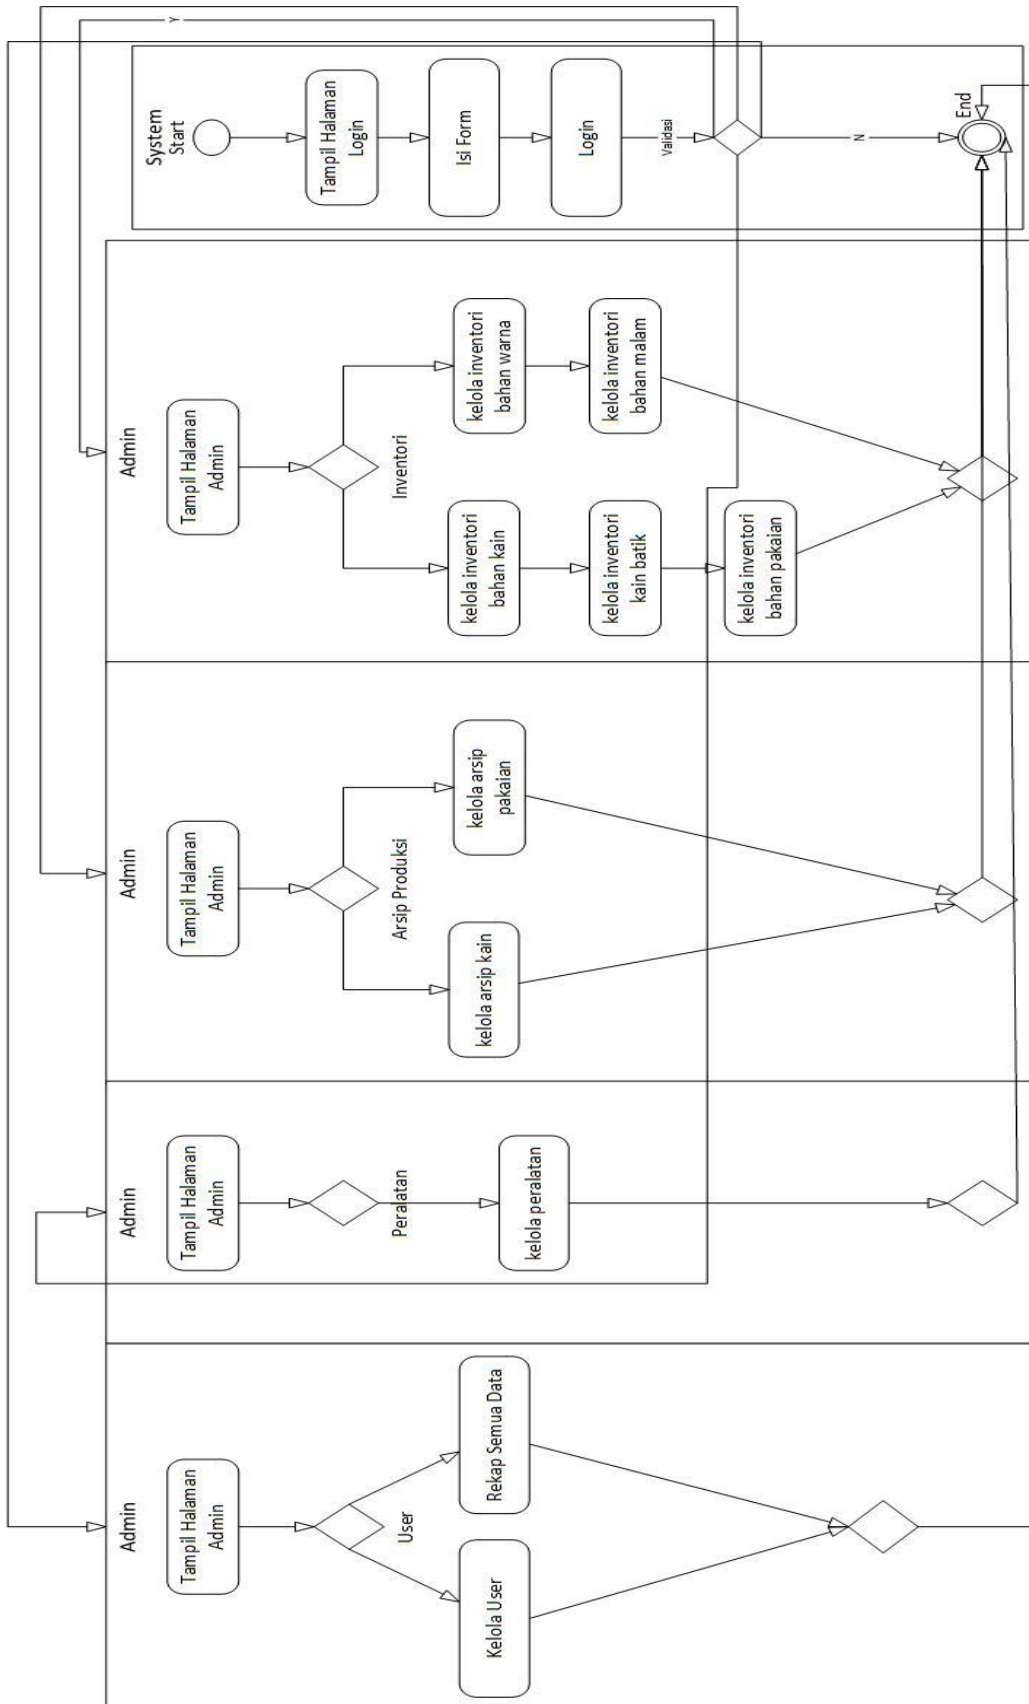 System
Start
Tampil Halaman
Login
Isi Form
Login
Validasi
Y
N
End
Admin
Tampil Halaman
Admin
Inventori
kelola inventori
bahan warna
kelola inventori
bahan malam
kelola inventori
bahan kain
kelola inventori
kain batik
kelola inventori
bahan pakaian
Admin
Tampil Halaman
Admin
Arsip Produksi
kelola arsip
pakaian
kelola arsip kain
Admin
Tampil Halaman
Admin
Peralatan
kelola peralatan
Admin
Tampil Halaman
Admin
User
Rekap Semua Data
Kelola User